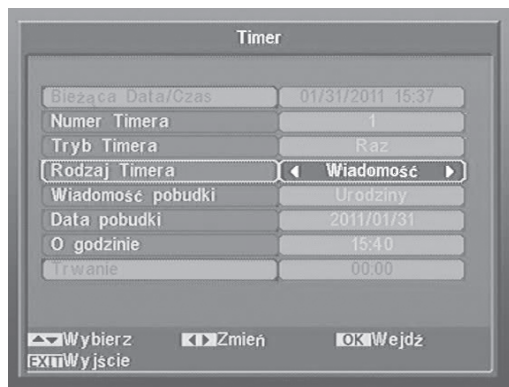 Timer
Bieżąca Data/Czas 01/31/2011 15:37
Numer Timera 1
Tryb Timera Raz
Rodzaj Timera Wiadomość
Wiadomość pobudki Urodziny
Data pobudki 2011/01/31
O godzinie 15:40
Trwanie 00:00
Wybierz Zmień OK Wejdź
EXIT Wyjście